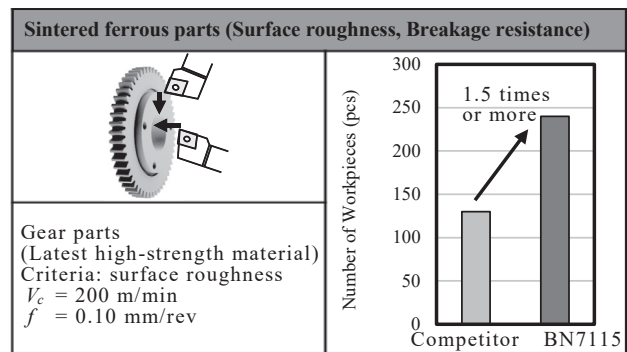 Sintered ferrous parts (Surface roughness, Breakage resistance)
Gear parts
(Latest high-strength material)
Criteria: surface roughness
Vc = 200 m/min
f = 0.10 mm/rev
Number of Workpieces (pcs)
300
250
200
150
100
50
0
1.5 times
or more
Competitor BN7115